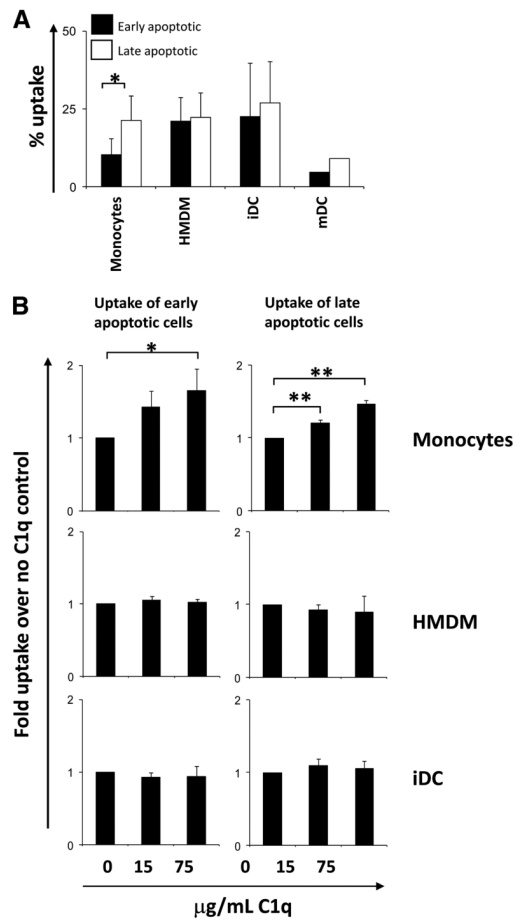 A
Early apoptotic
Late apoptotic
% uptake
50
25
0
*
Monocytes
HMDM
iDC
mDC
B
Uptake of early
apoptotic cells
Uptake of late
apoptotic cells
Fold uptake over no C1q control
2
1
0
*
2
1
0
**
**
Monocytes
2
1
0
2
1
0
HMDM
2
1
0
2
1
0
iDC
0 15 75 0 15 75
µg/mL C1q